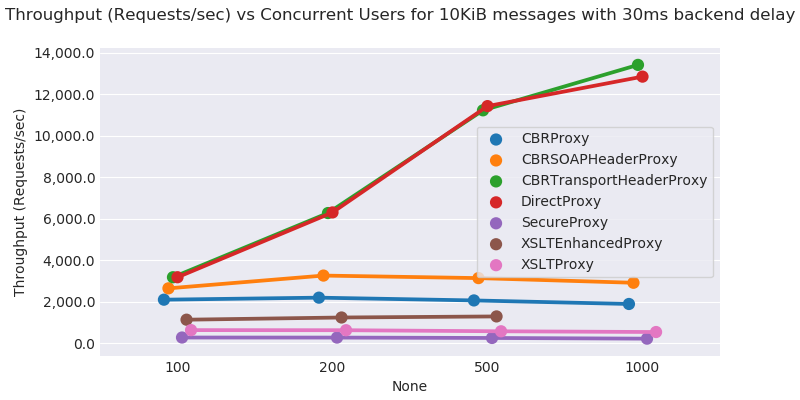 Throughput (Requests/sec) vs Concurrent Users for 10KiB messages with 30ms backend delay
Throughput (Requests/sec)
14,000.0
12,000.0
10,000.0
8,000.0
6,000.0
4,000.0
2,000.0
0.0
CBRProxy
CBRSOAPHeaderProxy
CBRTransportHeaderProxy
DirectProxy
SecureProxy
XSLTEnhancedProxy
XSLTProxy
100 200 500 1000
None